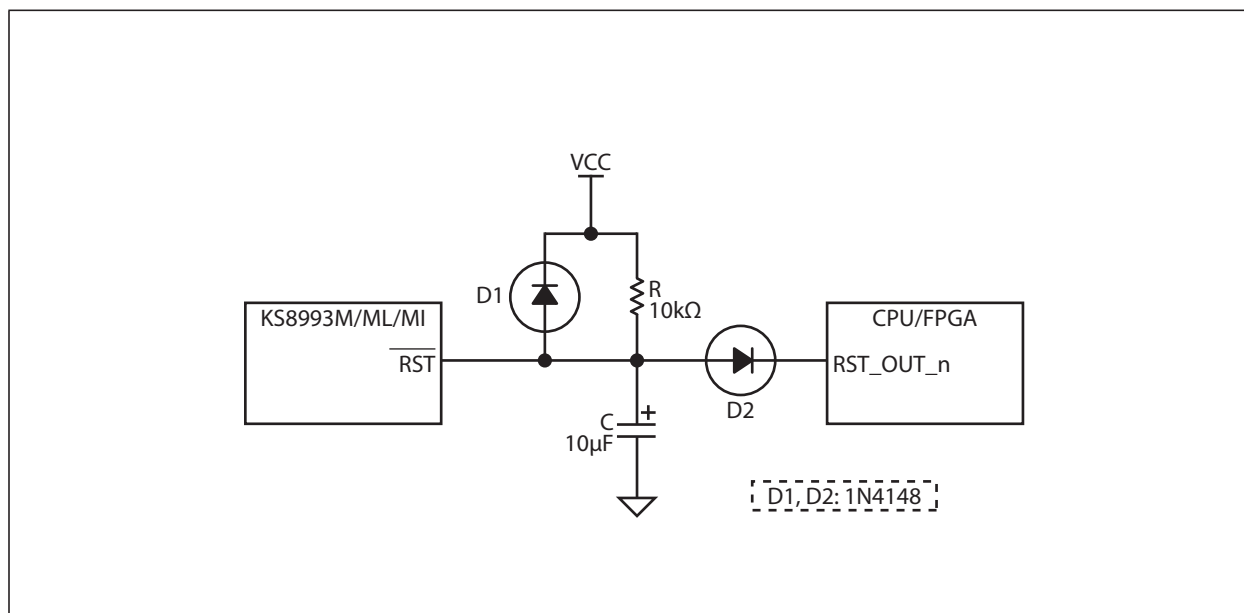 VCC
D1
R
10kΩ
KS8993M/ML/MI
RST
CPU/FPGA
RST_OUT_n
D2
C
+
10µF
D1, D2: 1N4148